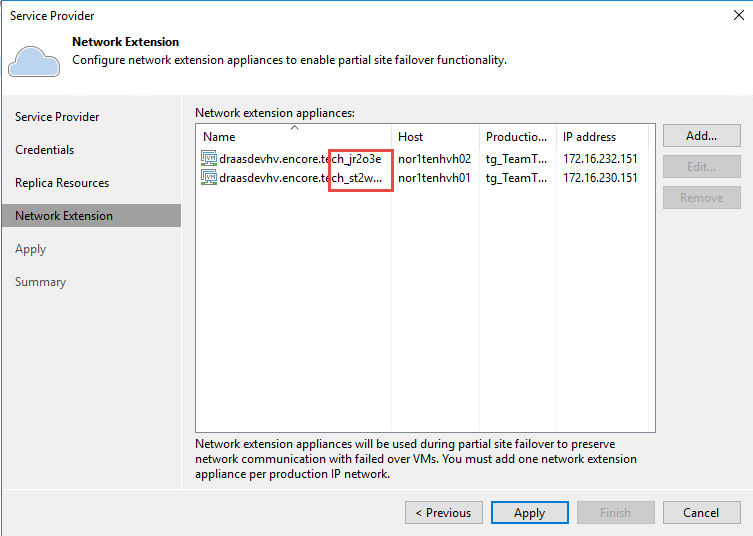 Service Provider
Network Extension
Configure network extension appliances to enable partial site failover functionality.
Service Provider
Credentials
Replica Resources
Network Extension
Apply
Summary
Network extension appliances:
Name Host Productio... IP address
draasdevhv.encore.tech_jr2o3e nor1tenhvh02 tg_TeamT... 172.16.232.151
draasdevhv.encore.tech_st2w... nor1tenhvh01 tg_TeamT... 172.16.230.151
Add...
Edit...
Remove
Network extension appliances will be used during partial site failover to preserve
network communication with failed over VMs. You must add one network extension
appliance per production IP network.
< Previous Apply Finish Cancel